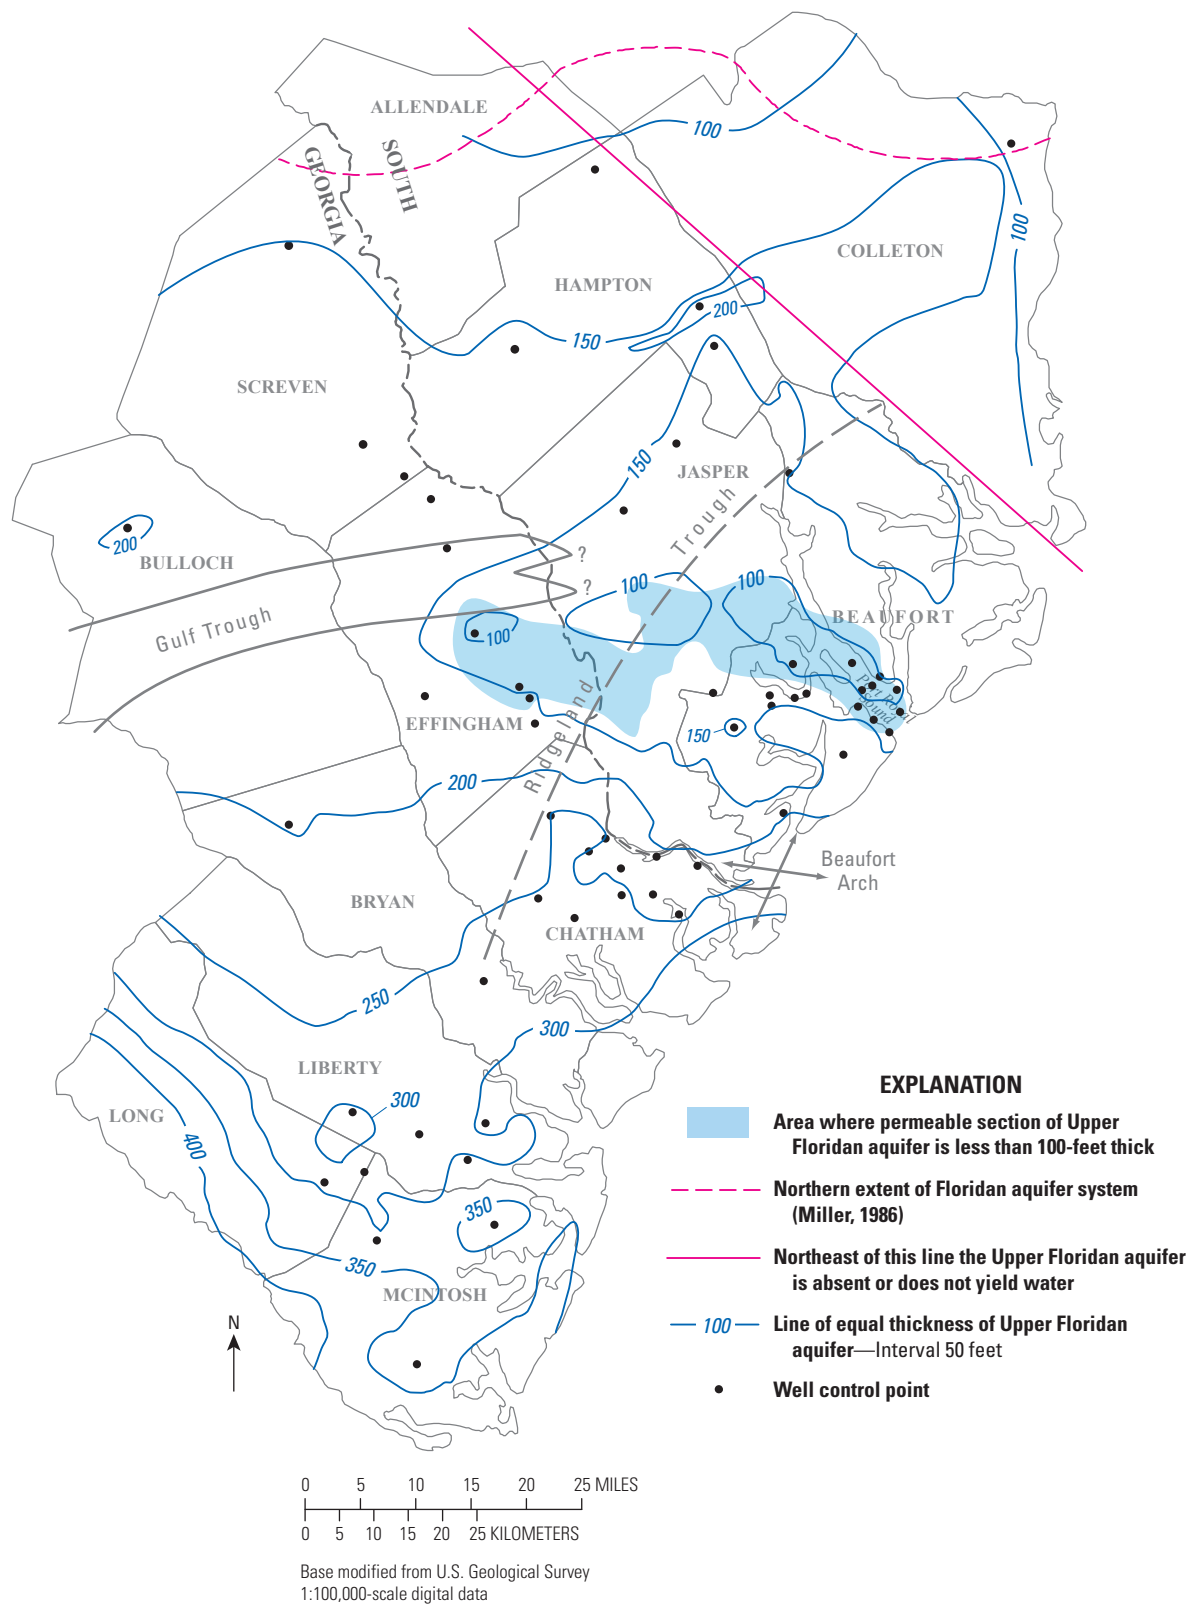 ALLENDALE
100
SOUTH
GEORGIA
COLLETON
100
HAMPTON
200
150
SCREVEN
150
JASPER
Trough
200
BULLOCH
?
?
100
100
BEAUFORT
Gulf Trough
100
Port Royal
Sound
Ridgeland
EFFINGHAM
150
200
Beaufort
Arch
BRYAN
CHATHAM
250
300
LIBERTY
300
LONG
400
350
350
MCINTOSH
N
EXPLANATION
Area where permeable section of Upper
Floridan aquifer is less than 100-feet thick
Northern extent of Floridan aquifer system
(Miller, 1986)
Northeast of this line the Upper Floridan aquifer
is absent or does not yield water
100
Line of equal thickness of Upper Floridan
aquifer—Interval 50 feet
Well control point
0 5 10 15 20 25 MILES
0 5 10 15 20 25 KILOMETERS
Base modified from U.S. Geological Survey
1:100,000-scale digital data